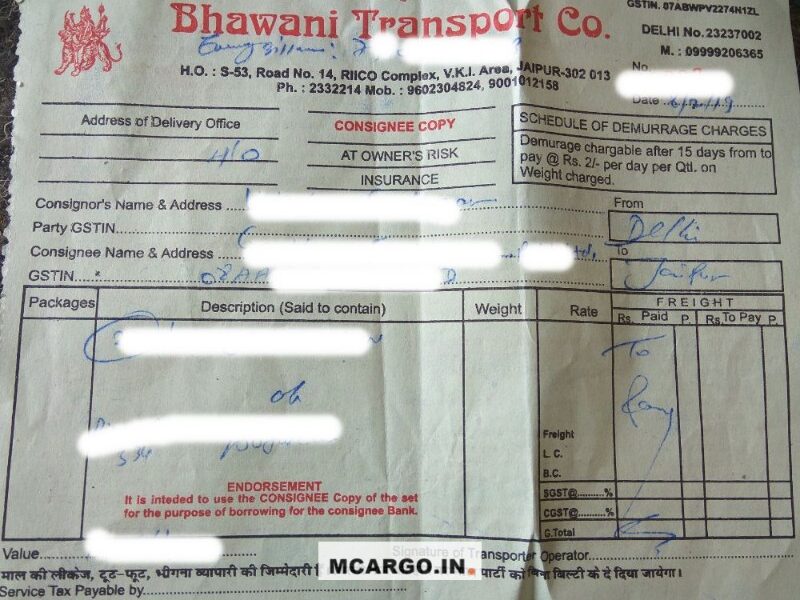 GSTIN. 07ABWPV2274N1ZL
Bhawani Transport Co.
DELHI No.23237002
M. : 09999206365
H.O. : S-53, Road No. 14, RIICO Complex, V.K.I. Area, JAIPUR-302 013
Ph. : 2332214 Mob. : 9602304824, 9001012158
No.
Date
Address of Delivery Office
H/O
CONSIGNEE COPY
AT OWNER'S RISK
INSURANCE
SCHEDULE OF DEMURRAGE CHARGES
Demurage chargable after 15 days from to
pay @ Rs. 2/- per day per Qtl. on
Weight charged.
Consignor's Name & Address
From
Party GSTIN
Delhi
Consignee Name & Address
To
GSTIN
Jaipur
Packages
Description (Said to contain)
Weight
Rate
FREIGHT
Rs. Paid P.
Rs. To Pay P.
To
Pay
Freight
L. C.
B.C.
SGST@.........%
CGST@.........%
G.Total
ENDORSEMENT
It is inteded to use the CONSIGNEE Copy of the set
for the purpose of borrowing for the consignee Bank.
Value
Signature of Transporter Operator
माल की लीकेज, टूट-फूट, भीगना व्यापारी की जिम्मेदारी
MCARGO.IN.
पार्टी को बिना बिल्टी के दे दिया जायेगा।
Service Tax Payable by